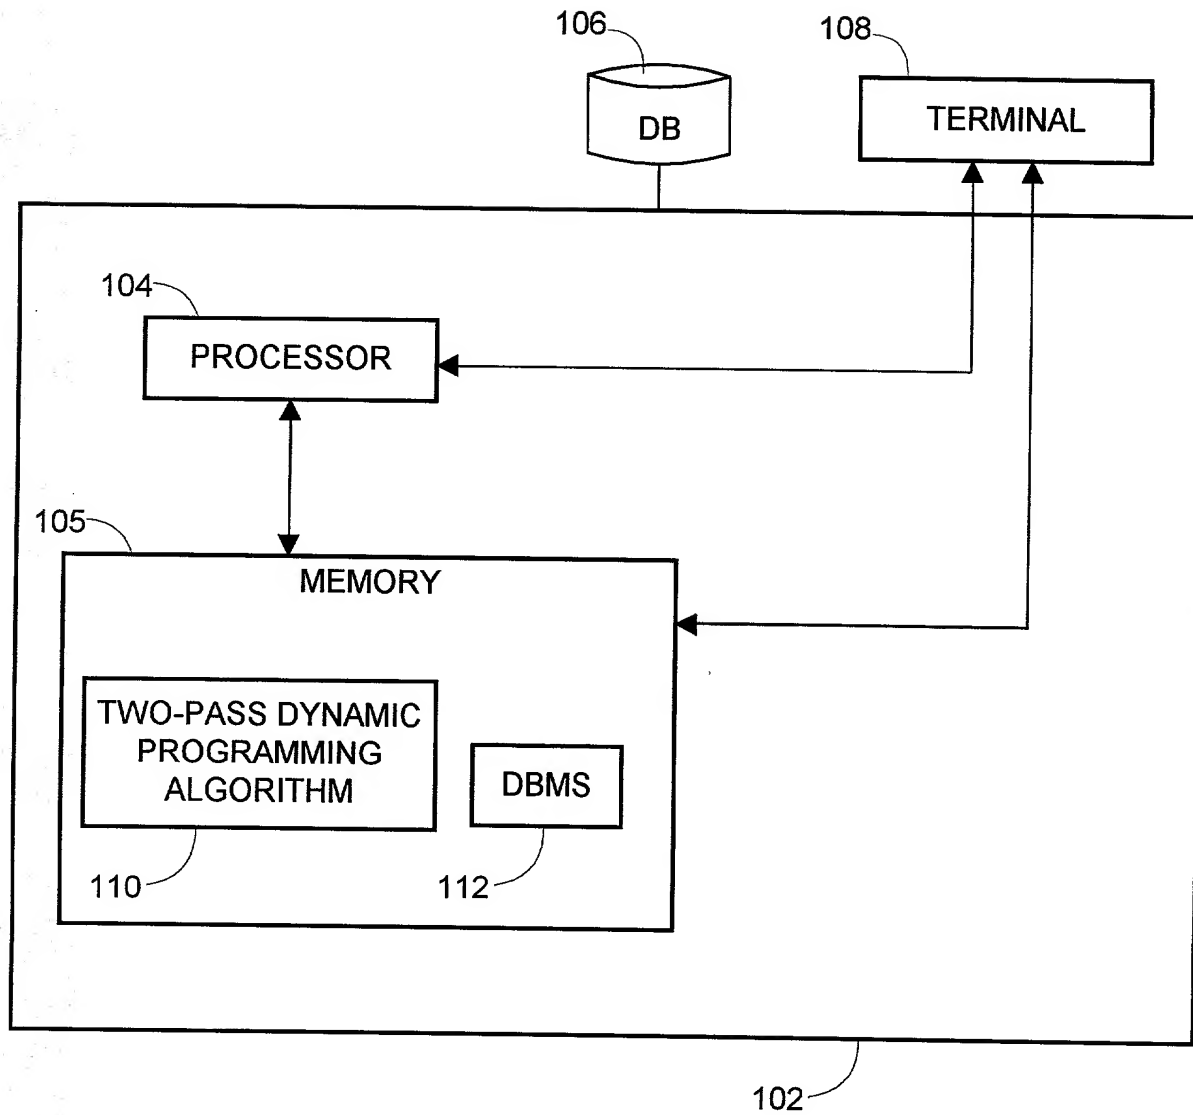 106
108
DB
TERMINAL
104
PROCESSOR
105
MEMORY
TWO-PASS DYNAMIC
PROGRAMMING
ALGORITHM
DBMS
110
112
102